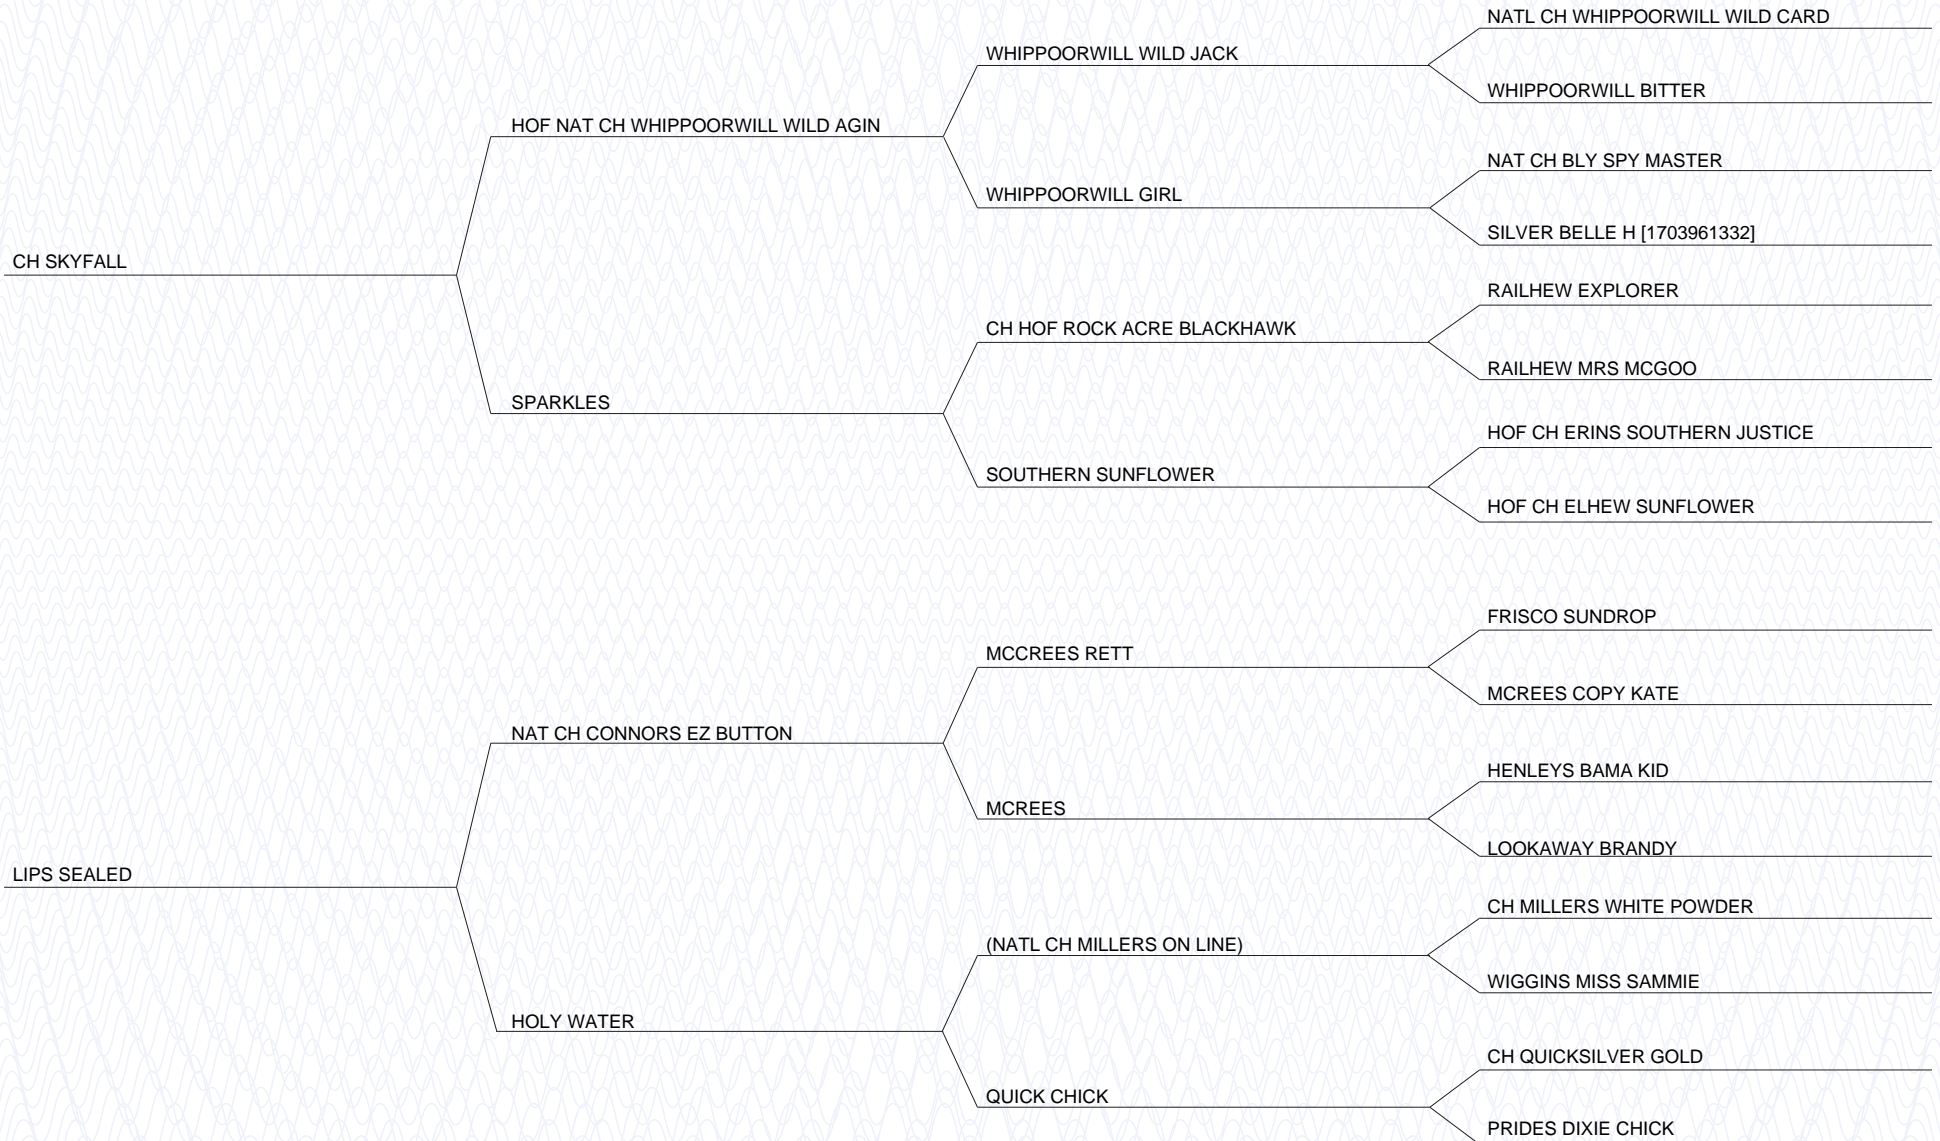 NATL CH WHIPPOORWILL WILD CARD
WHIPPOORWILL WILD JACK
WHIPPOORWILL BITTER
HOF NAT CH WHIPPOORWILL WILD AGIN
NAT CH BLY SPY MASTER
WHIPPOORWILL GIRL
SILVER BELLE H [1703961332]
CH SKYFALL
RAILHEW EXPLORER
CH HOF ROCK ACRE BLACKHAWK
RAILHEW MRS MCGOO
SPARKLES
HOF CH ERINS SOUTHERN JUSTICE
SOUTHERN SUNFLOWER
HOF CH ELHEW SUNFLOWER
FRISCO SUNDROP
MCCREES RETT
MCREES COPY KATE
NAT CH CONNORS EZ BUTTON
HENLEYS BAMA KID
MCREES
LOOKAWAY BRANDY
LIPS SEALED
CH MILLERS WHITE POWDER
(NATL CH MILLERS ON LINE)
WIGGINS MISS SAMMIE
HOLY WATER
CH QUICKSILVER GOLD
QUICK CHICK
PRIDES DIXIE CHICK